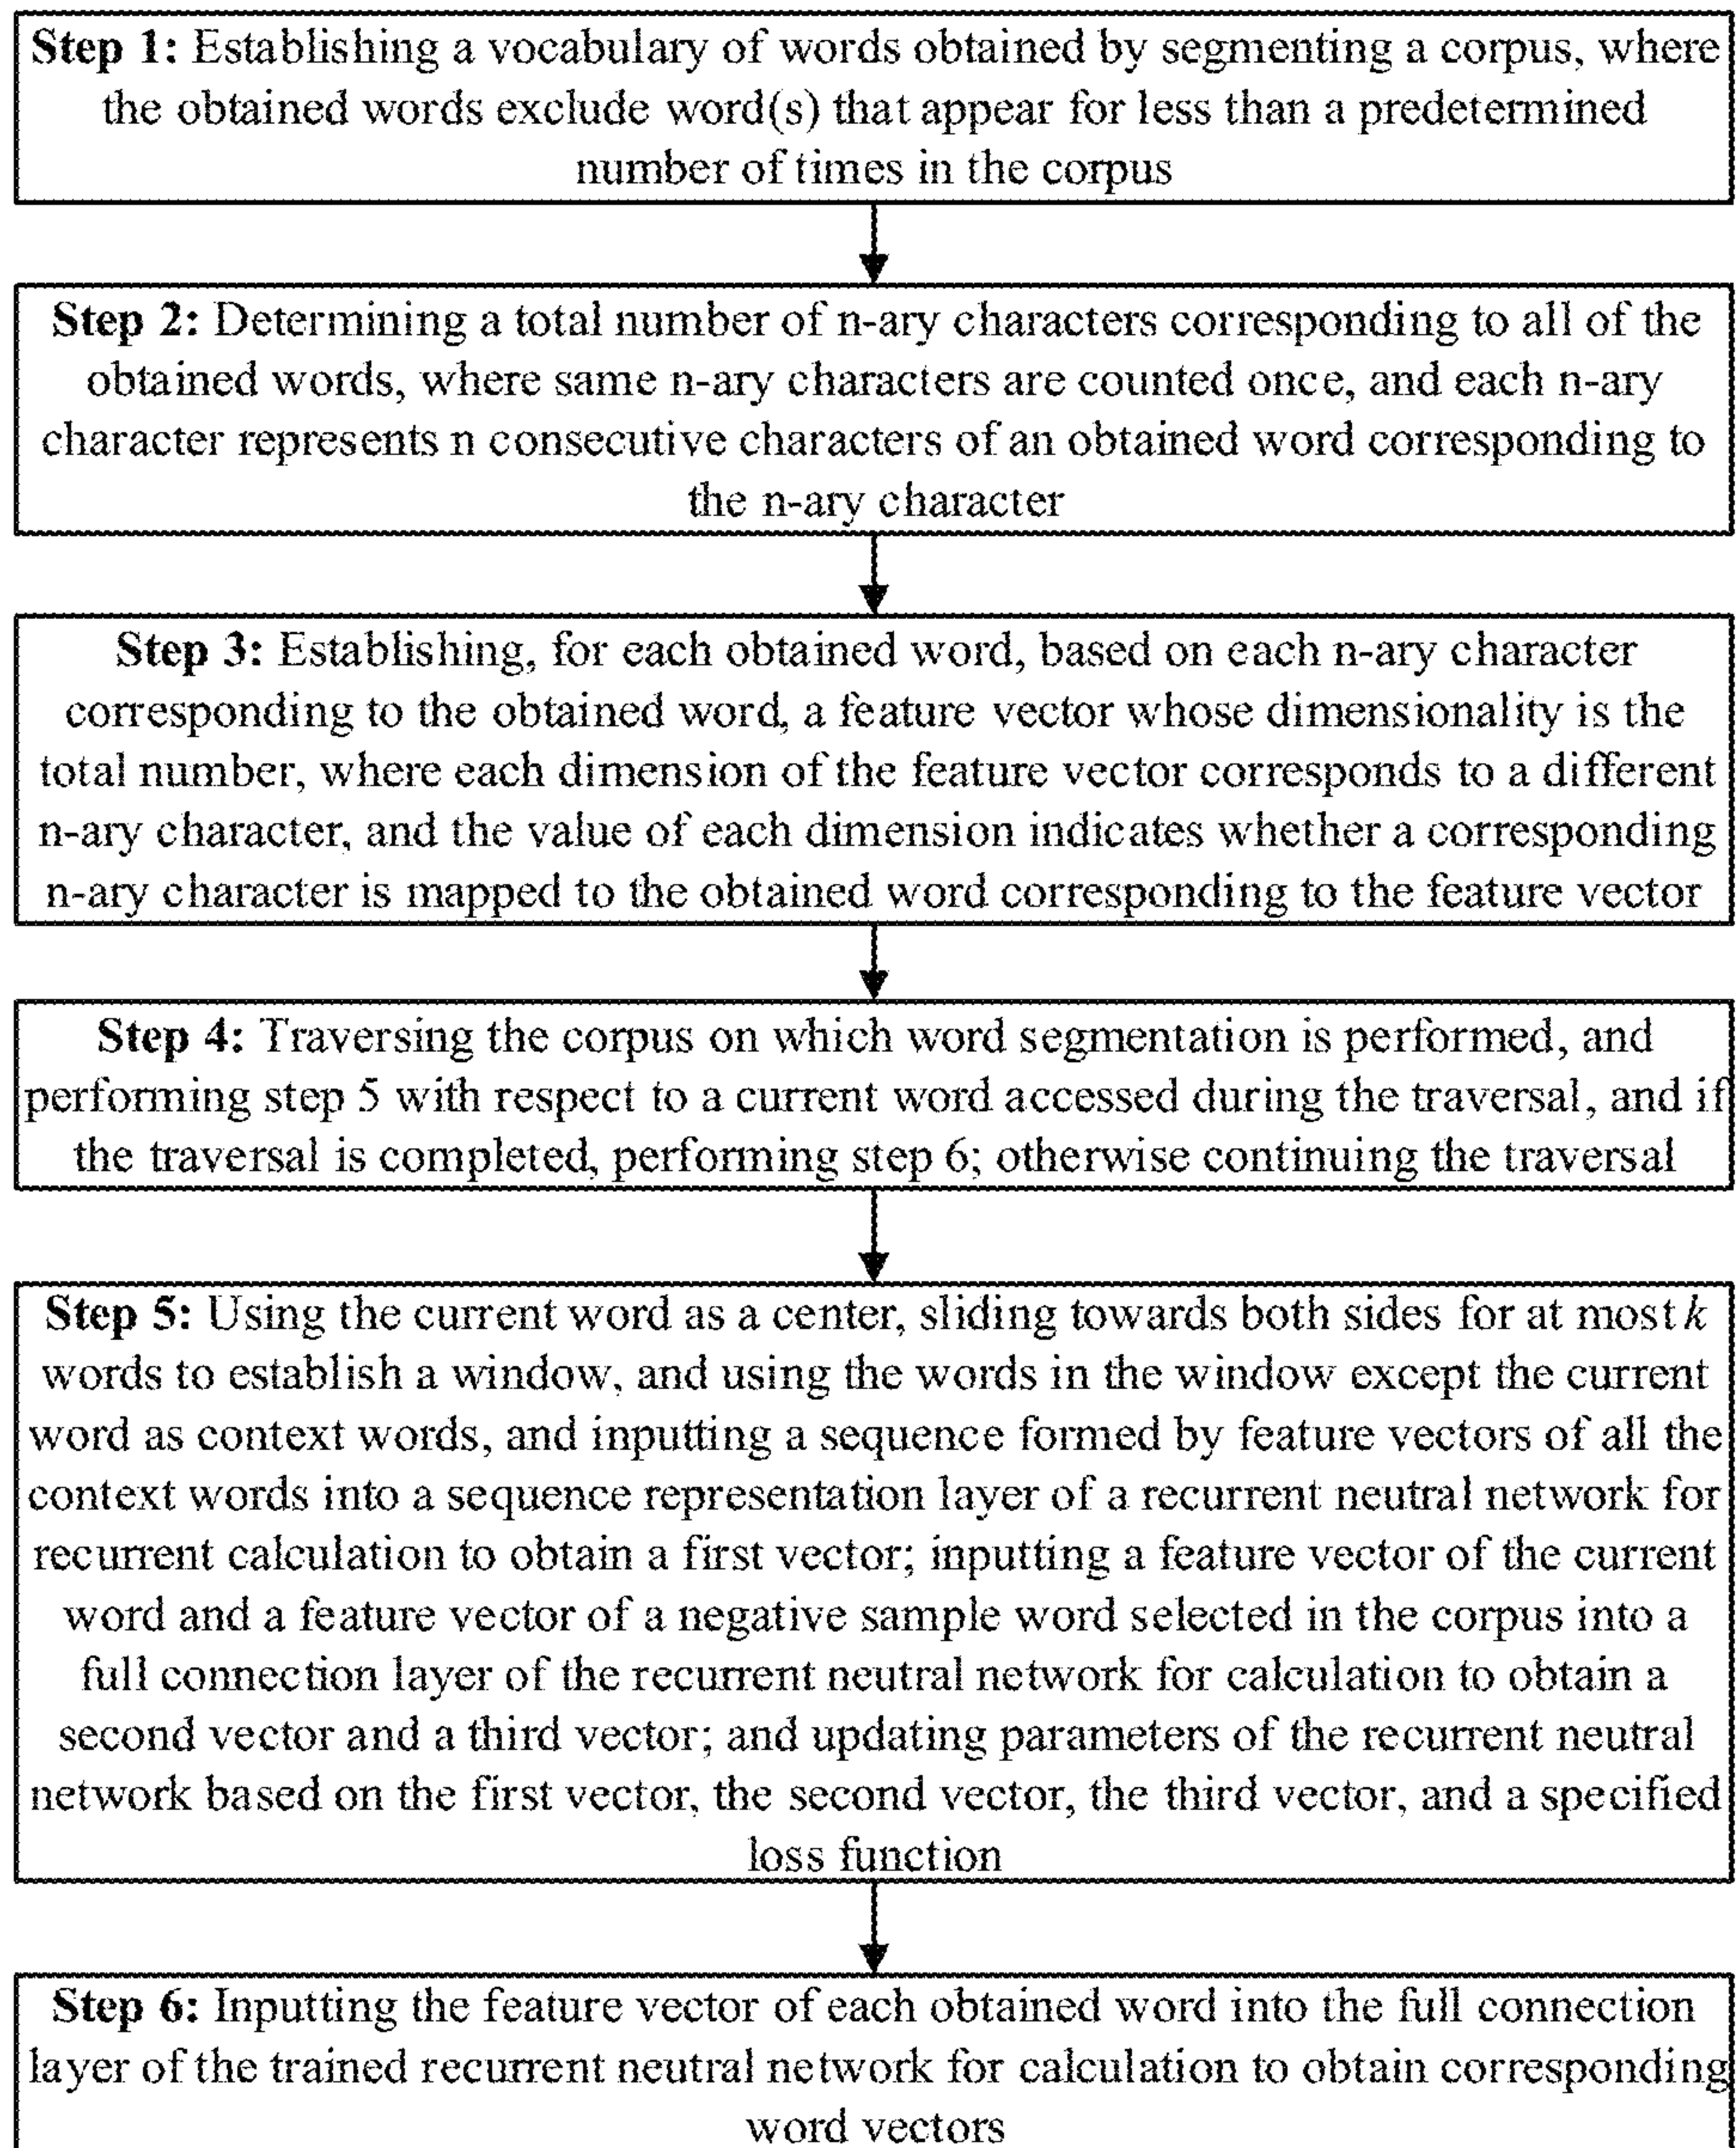 Step 1: Establishing a vocabulary of words obtained by segmenting a corpus, where
the obtained words exclude word(s) that appear for less than a predetermined
number of times in the corpus
Step 2: Determining a total number of n-ary characters corresponding to all of the
obtained words, where same n-ary characters are counted once, and each n-ary
character represents n consecutive characters of an obtained word corresponding to
the n-ary character
Step 3: Establishing, for each obtained word, based on each n-ary character
corresponding to the obtained word, a feature vector whose dimensionality is the
total number, where each dimension of the feature vector corresponds to a different
n-ary character, and the value of each dimension indicates whether a corresponding
n-ary character is mapped to the obtained word corresponding to the feature vector
Step 4: Traversing the corpus on which word segmentation is performed, and
performing step 5 with respect to a current word accessed during the traversal, and if
the traversal is completed, performing step 6; otherwise continuing the traversal
Step 5: Using the current word as a center, sliding towards both sides for at most k
words to establish a window, and using the words in the window except the current
word as context words, and inputting a sequence formed by feature vectors of all the
context words into a sequence representation layer of a recurrent neutral network for
recurrent calculation to obtain a first vector; inputting a feature vector of the current
word and a feature vector of a negative sample word selected in the corpus into a
full connection layer of the recurrent neutral network for calculation to obtain a
second vector and a third vector; and updating parameters of the recurrent neutral
network based on the first vector, the second vector, the third vector, and a specified
loss function
Step 6: Inputting the feature vector of each obtained word into the full connection
layer of the trained recurrent neutral network for calculation to obtain corresponding
word vectors